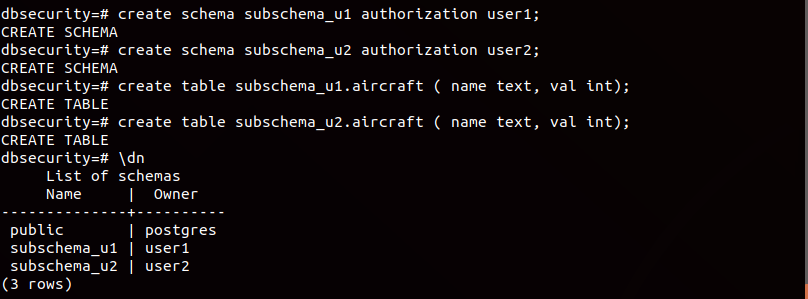 dbsecurity=# create schema subschema_u1 authorization user1;
CREATE SCHEMA
dbsecurity=# create schema subschema_u2 authorization user2;
CREATE SCHEMA
dbsecurity=# create table subschema_u1.aircraft ( name text, val int);
CREATE TABLE
dbsecurity=# create table subschema_u2.aircraft ( name text, val int);
CREATE TABLE
dbsecurity=# \dn
     List of schemas
     Name     |  Owner
--------------+----------
 public       | postgres
 subschema_u1 | user1
 subschema_u2 | user2
(3 rows)